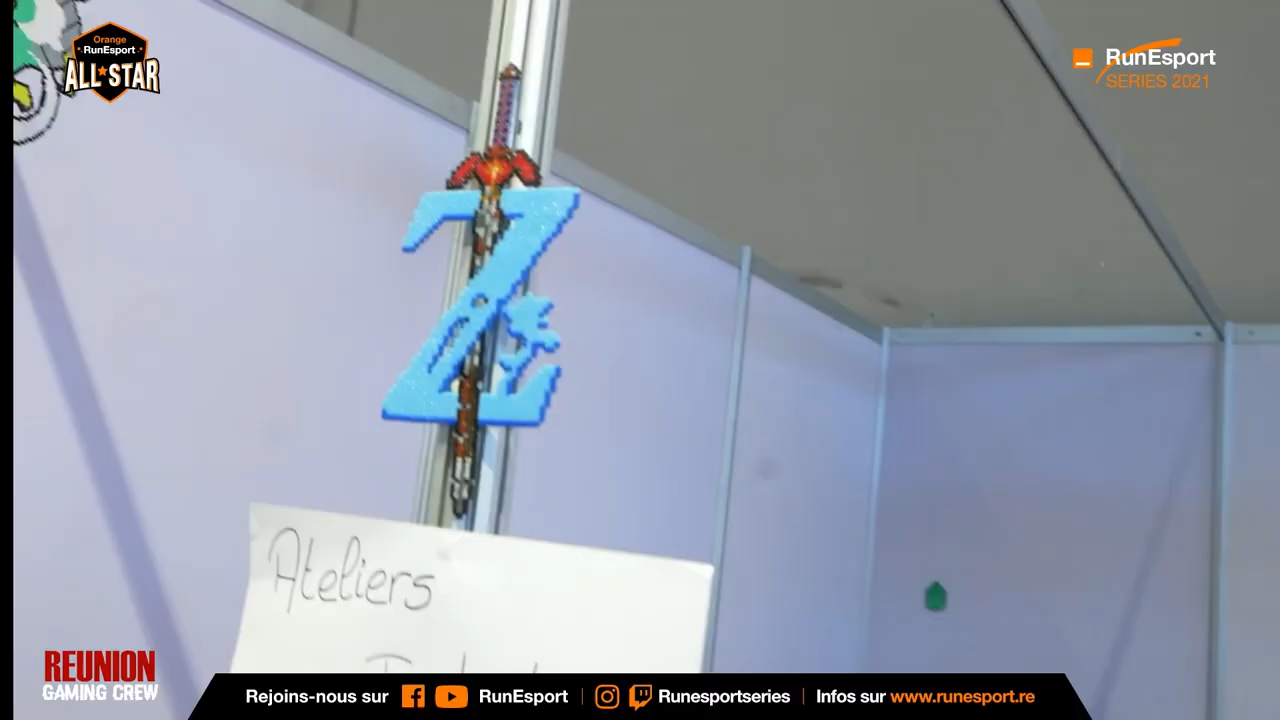 Orange
RunEsport
ALL STAR
RunEsport
SERIES 2021
Z
Ateliers
REUNION
GAMING CREW
Rejoins-nous sur RunEsport | Runesportseries | Infos sur www.runesport.re